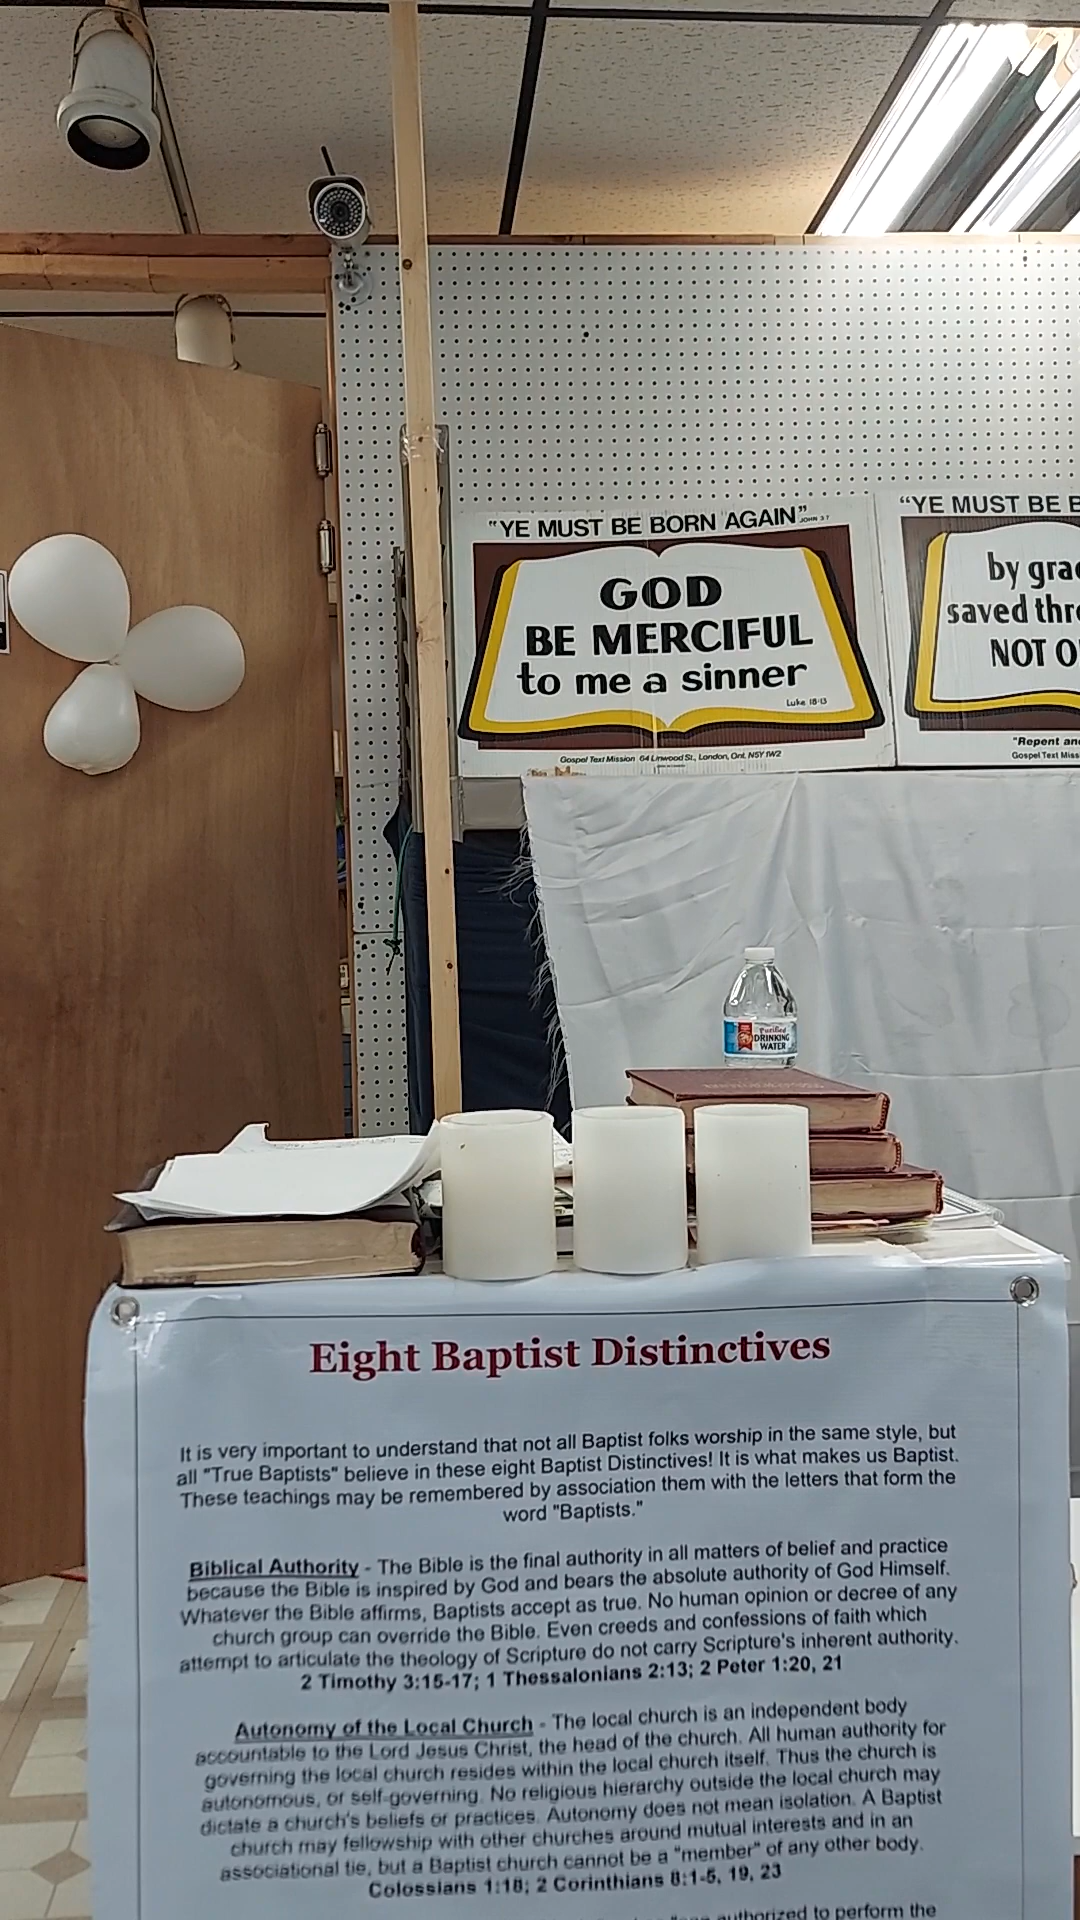 "YE MUST BE BORN AGAIN" JOHN 3:7
GOD
BE MERCIFUL
to me a sinner
Luke 18:13
Gospel Text Mission 64 Linwood St., London, Ont. N5Y 1W2
"YE MUST BE B
by grac
saved thr
NOT O
"Repent an
Gospel Text Miss
Purified
DRINKING
WATER
Eight Baptist Distinctives
It is very important to understand that not all Baptist folks worship in the same style, but
all "True Baptists" believe in these eight Baptist Distinctives! It is what makes us Baptist.
These teachings may be remembered by association them with the letters that form the
word "Baptists."
Biblical Authority - The Bible is the final authority in all matters of belief and practice
because the Bible is inspired by God and bears the absolute authority of God Himself.
Whatever the Bible affirms, Baptists accept as true. No human opinion or decree of any
church group can override the Bible. Even creeds and confessions of faith which
attempt to articulate the theology of Scripture do not carry Scripture's inherent authority.
2 Timothy 3:15-17; 1 Thessalonians 2:13; 2 Peter 1:20, 21
Autonomy of the Local Church - The local church is an independent body
accountable to the Lord Jesus Christ, the head of the church. All human authority for
governing the local church resides within the local church itself. Thus the church is
autonomous, or self-governing. No religious hierarchy outside the local church may
dictate a church's beliefs or practices. Autonomy does not mean isolation. A Baptist
church may fellowship with other churches around mutual interests and in an
associational tie, but a Baptist church cannot be a "member" of any other body.
Colossians 1:18; 2 Corinthians 8:1-5, 19, 23
authorized to perform the